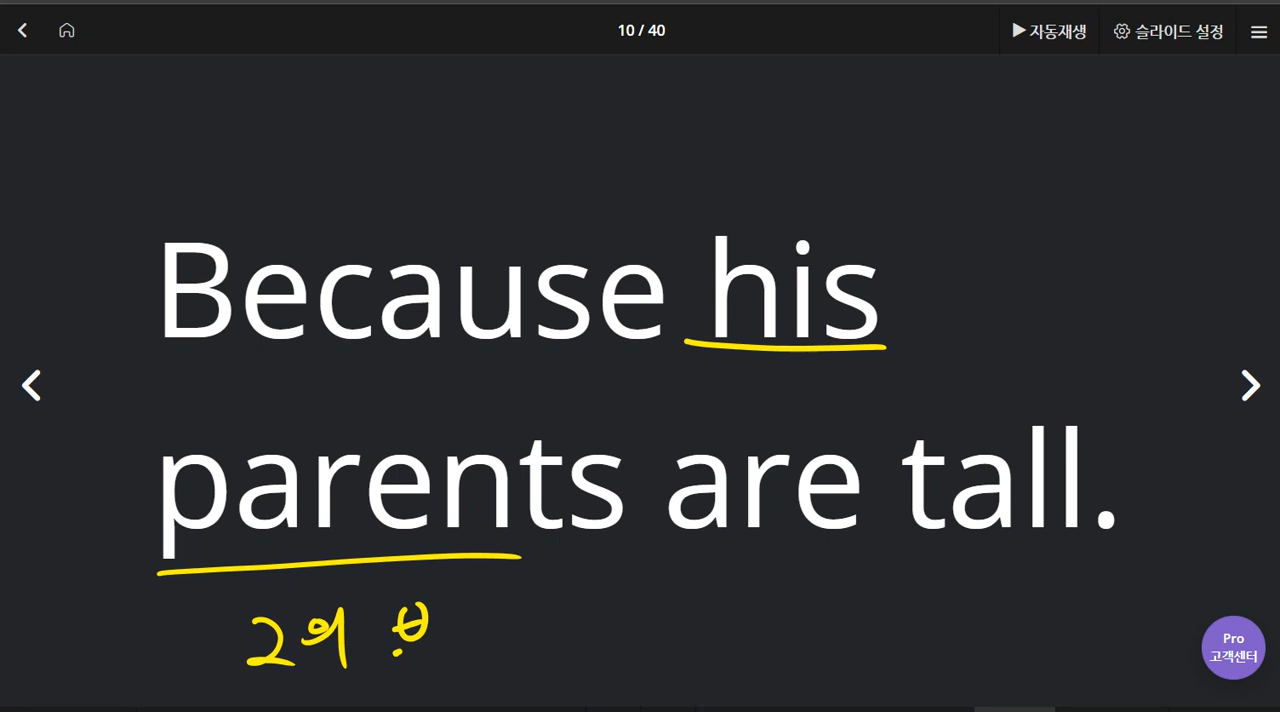 10 / 40
▶ 자동재생
슬라이드 설정
Because his
parents are tall.
그의
Pro
고객센터